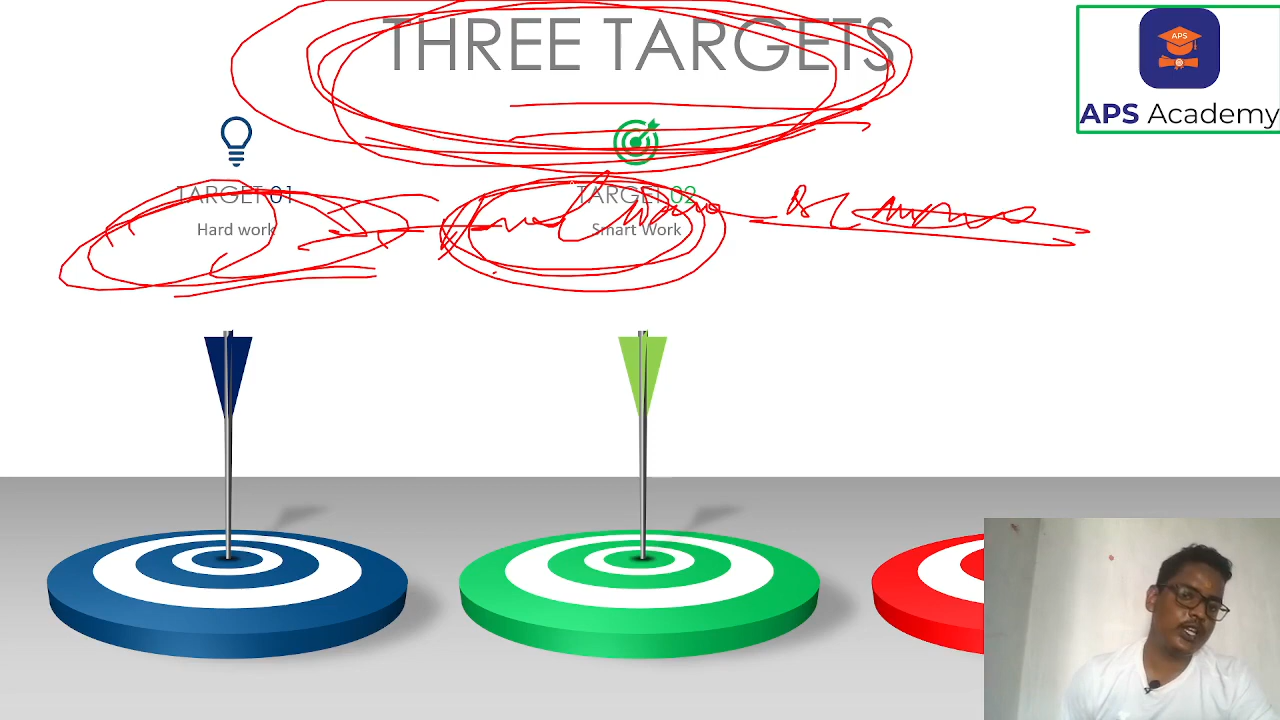 THREE TARGETS
APS
APS Academy
TARGET 01
Hard work
TARGET 02
Smart Work